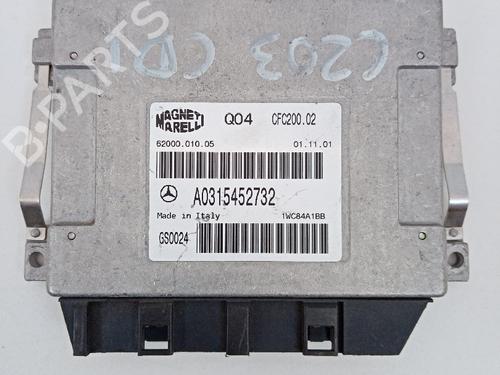 C203 CDI
MAGNETI MARELLI Q04 CFC200.02
62000.010.05 01.11.01
A0315452732
Made in Italy 1WC84A1BB
GS0024
B-PARTS